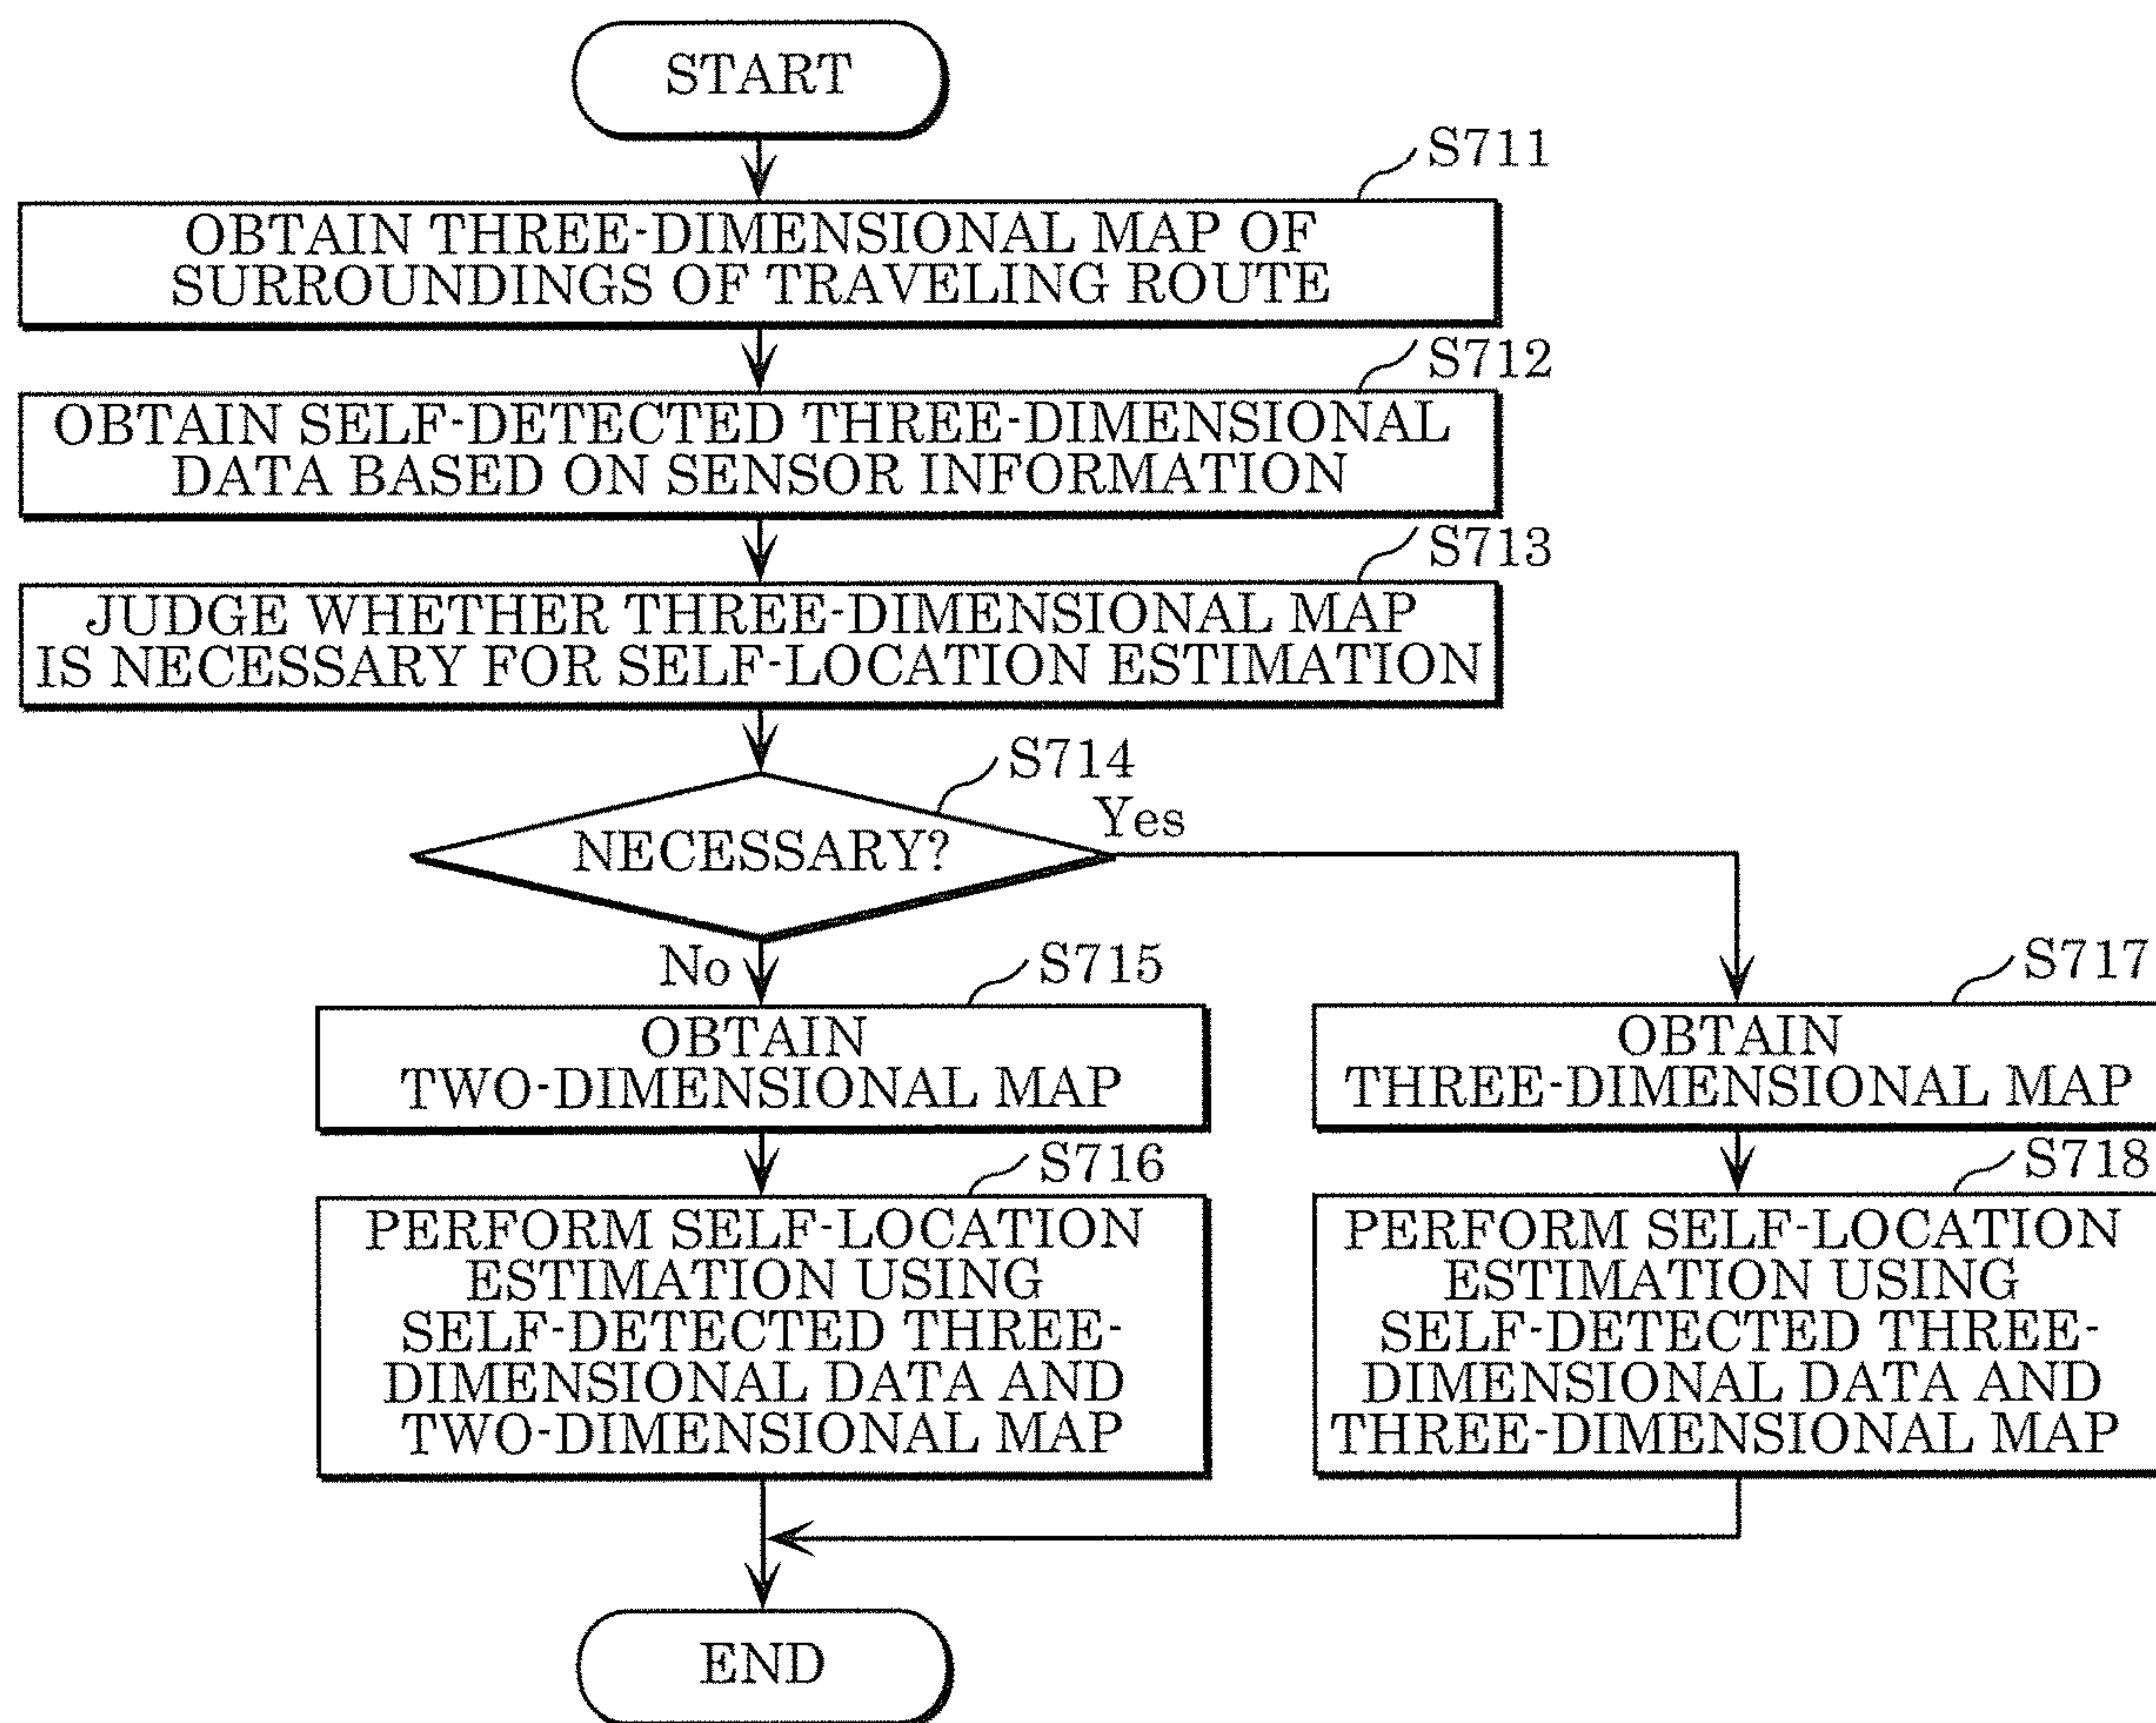 START
S711
OBTAIN THREE-DIMENSIONAL MAP OF
SURROUNDINGS OF TRAVELING ROUTE
S712
OBTAIN SELF-DETECTED THREE-DIMENSIONAL
DATA BASED ON SENSOR INFORMATION
S713
JUDGE WHETHER THREE-DIMENSIONAL MAP
IS NECESSARY FOR SELF-LOCATION ESTIMATION
S714
NECESSARY?
Yes
No
S715
OBTAIN
TWO-DIMENSIONAL MAP
S716
PERFORM SELF-LOCATION
ESTIMATION USING
SELF-DETECTED THREE-
DIMENSIONAL DATA AND
TWO-DIMENSIONAL MAP
S717
OBTAIN
THREE-DIMENSIONAL MAP
S718
PERFORM SELF-LOCATION
ESTIMATION USING
SELF-DETECTED THREE-
DIMENSIONAL DATA AND
THREE-DIMENSIONAL MAP
END